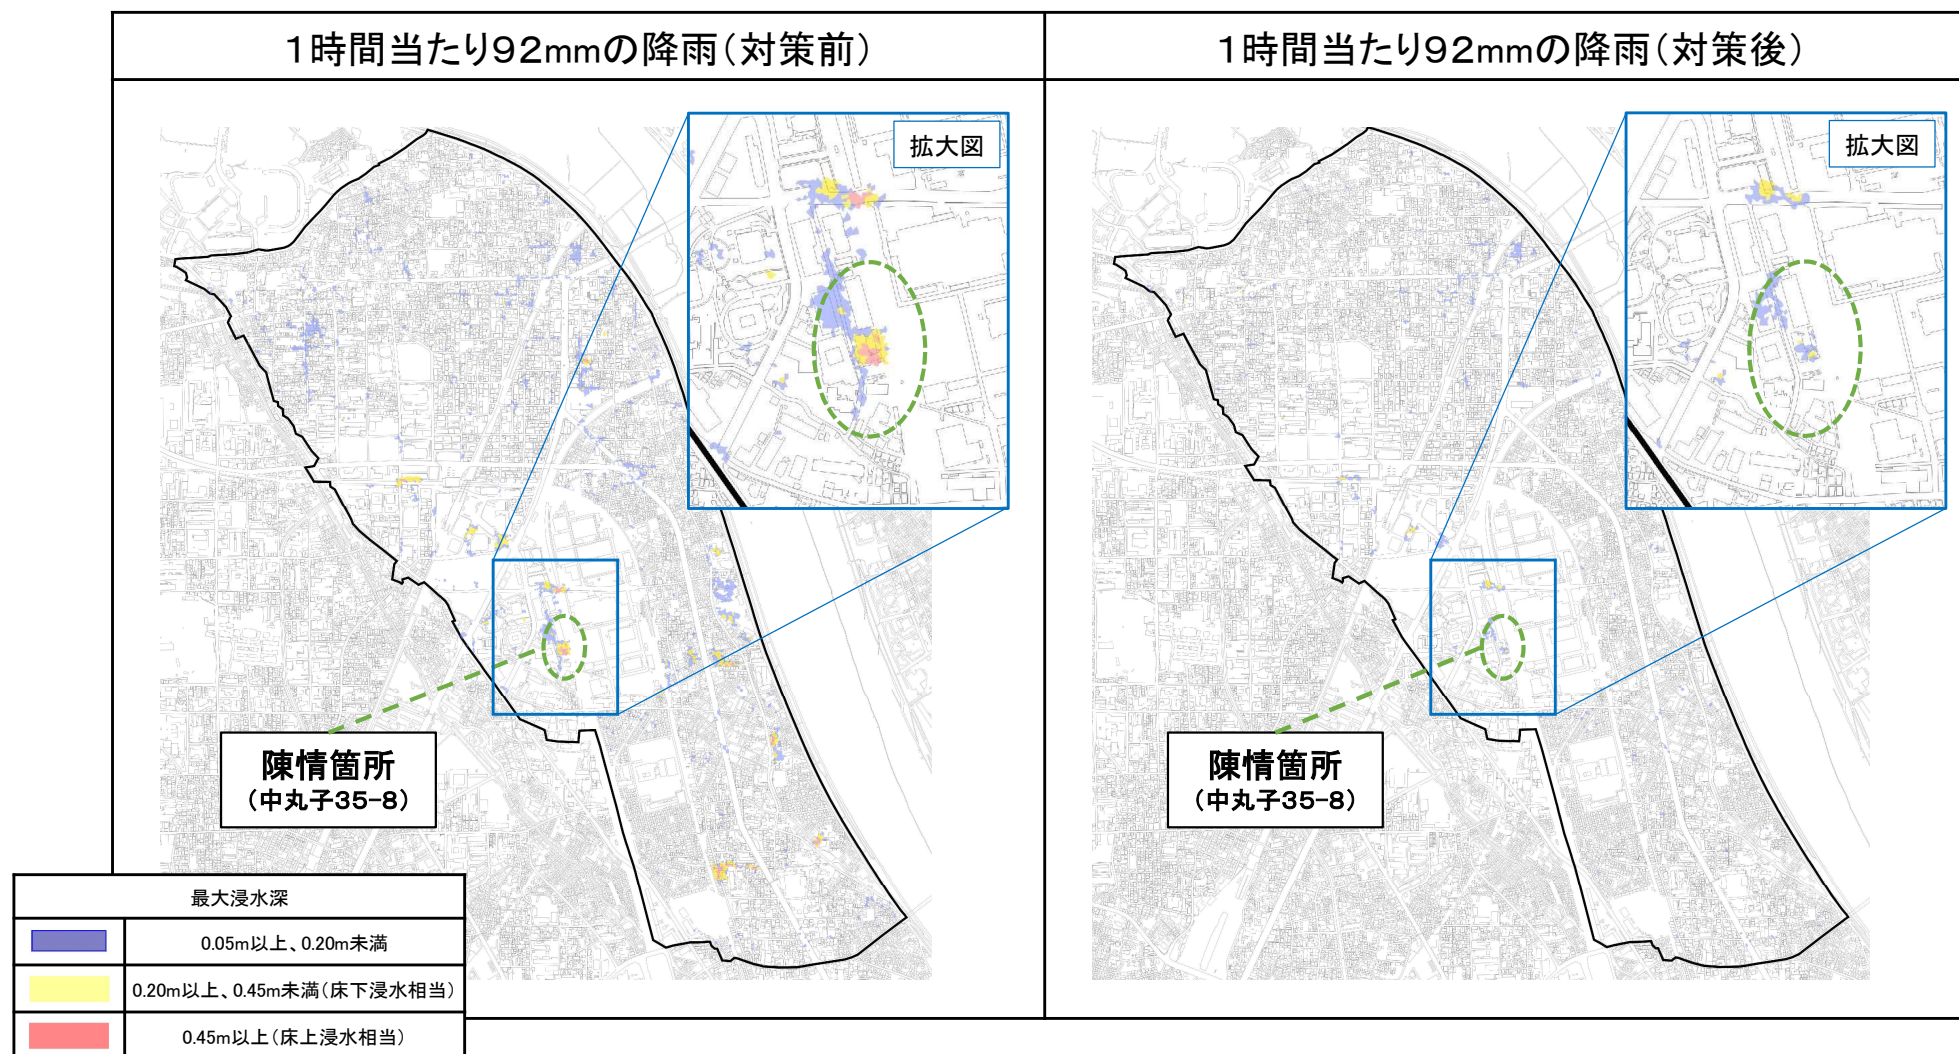 1時間当たり92mmの降雨(対策前)
1時間当たり92mmの降雨(対策後)
拡大図
拡大図
陳情箇所
(中丸子35-8)
陳情箇所
(中丸子35-8)
最大浸水深
0.05m以上、0.20m未満
0.20m以上、0.45m未満(床下浸水相当)
0.45m以上(床上浸水相当)